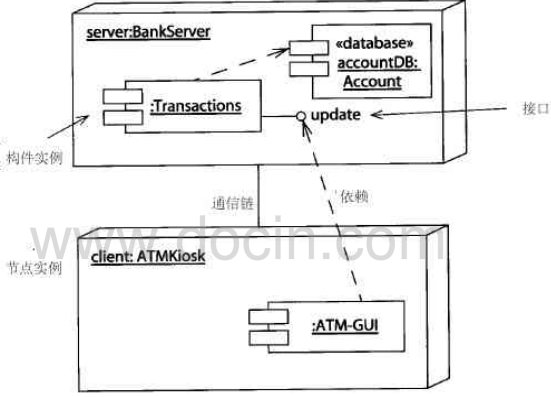 server:BankServer
«database»
accountDB:
Account
:Transactions
update
接口
构件实例
通信链
依赖
www.docin.com
client: ATMKiosk
节点实例
:ATM-GUI